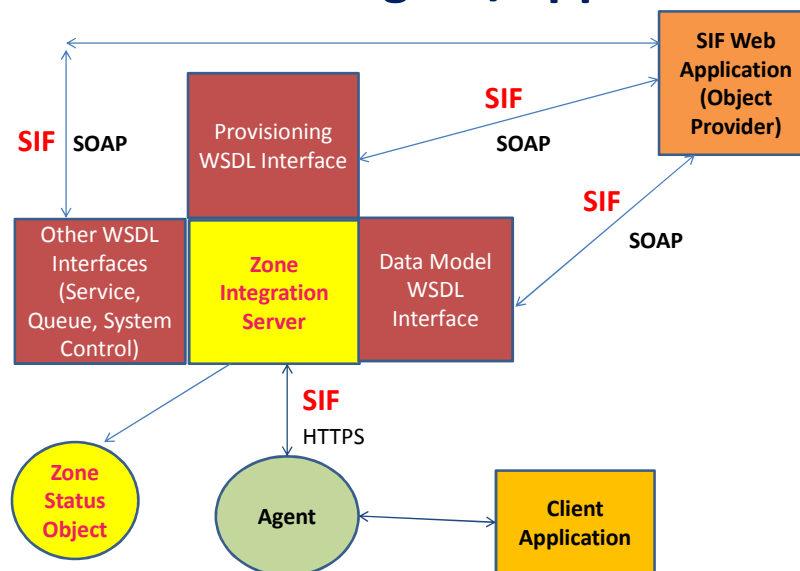 SIF Web
Application
(Object
Provider)
SIF
SOAP
Provisioning
WSDL Interface
SIF
SOAP
Other WSDL
Interfaces
(Service,
Queue, System
Control)
Zone
Integration
Server
Data Model
WSDL
Interface
SIF
SOAP
SIF
HTTPS
Zone
Status
Object
Agent
Client
Application